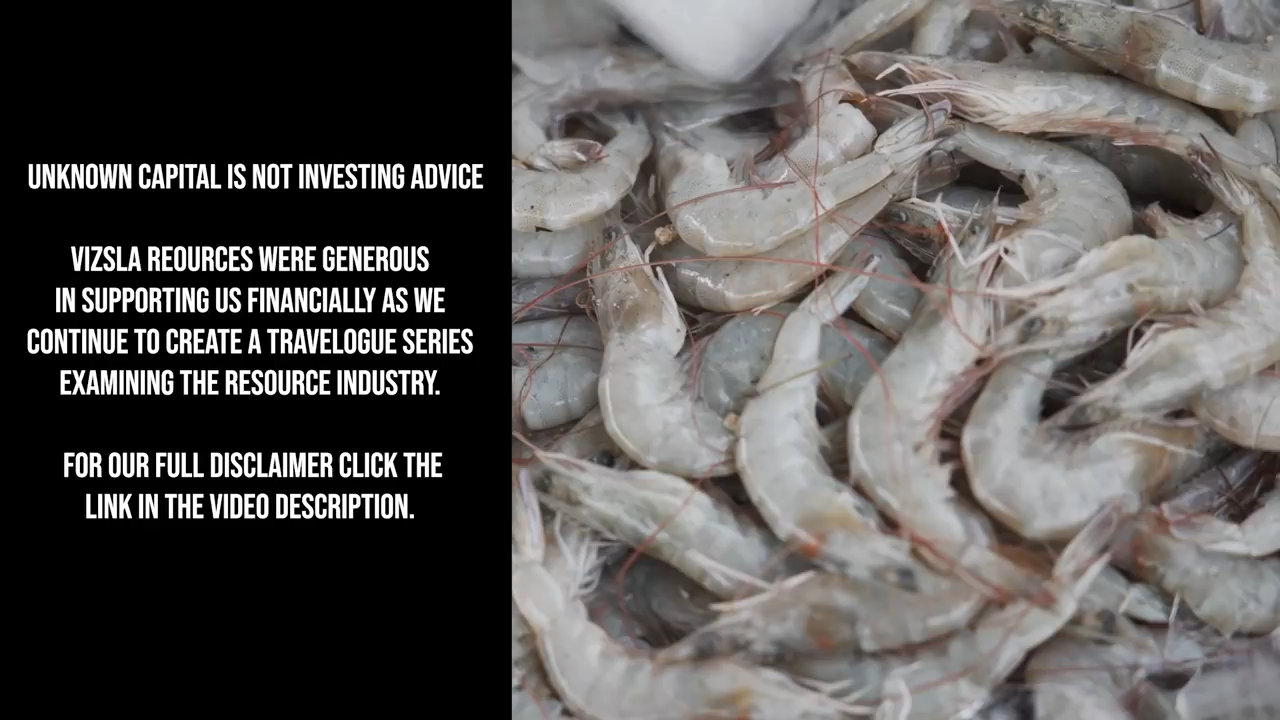 UNKNOWN CAPITAL IS NOT INVESTING ADVICE
VIZSLA REOURCES WERE GENEROUS
IN SUPPORTING US FINANCIALLY AS WE
CONTINUE TO CREATE A TRAVELOGUE SERIES
EXAMINING THE RESOURCE INDUSTRY.
FOR OUR FULL DISCLAIMER CLICK THE
LINK IN THE VIDEO DESCRIPTION.